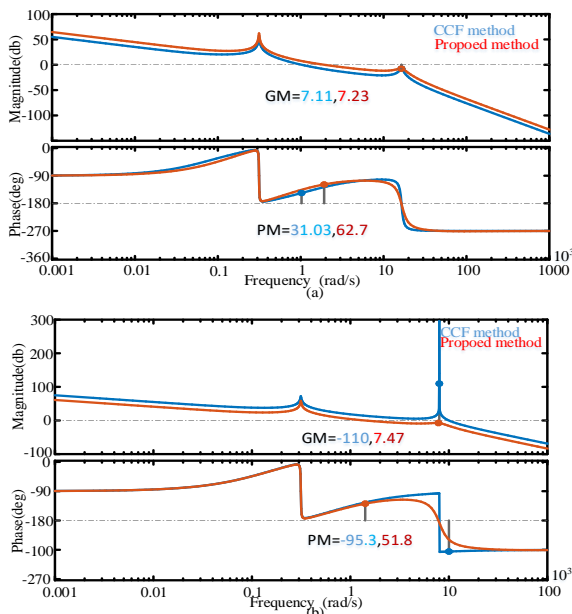 50
0
-50
-100
Magnitude(db)
CCF method
Propoed method
GM=7.11,7.23
0
-90
-180
-270
-360
Phase(deg)
PM=31.03,62.7
0.001
0.01
0.1
1
10
100
1000
10³
Frequency (rad/s)
(a)
300
200
100
0
-100
Magnitude(db)
CCF method
Propoed method
GM=-110,7.47
0
-90
-180
-100
-270
Phase(deg)
PM=-95.3,51.8
0.001
0.01
0.1
1
10
100
10³
Frequency (rad/s)
(b)